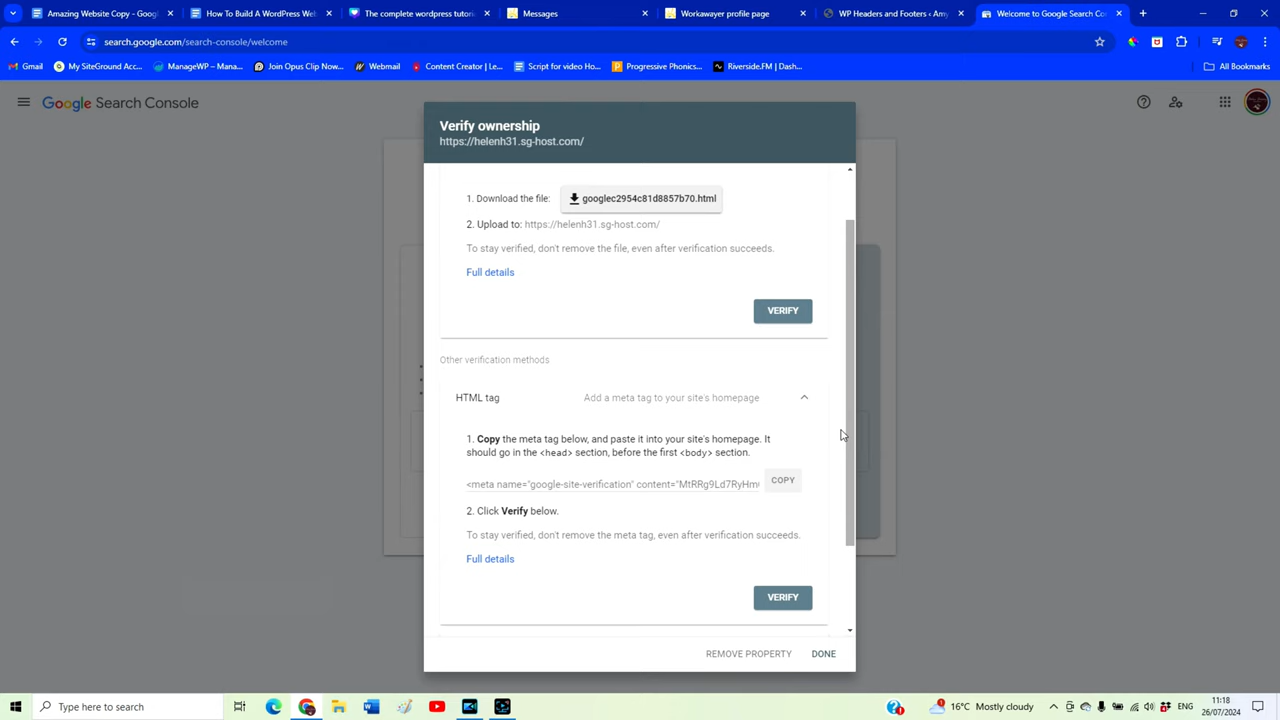 Amazing Website Copy - Googl
How To Build A WordPress Web
The complete wordpress tutori
Messages
Workawayer profile page
WP Headers and Footers ‹ Amy
Welcome to Google Search Con
search.google.com/search-console/welcome
Gmail
My SiteGround Acc...
ManageWP – Mana...
Join Opus Clip Now...
Webmail
Content Creator | Le...
Script for video Ho...
Progressive Phonics...
Riverside.FM | Dash...
All Bookmarks
Google Search Console
Verify ownership
https://helenh31.sg-host.com/
1. Download the file: googlec2954c81d8857b70.html
2. Upload to: https://helenh31.sg-host.com/
To stay verified, don't remove the file, even after verification succeeds.
Full details
VERIFY
Other verification methods
HTML tag Add a meta tag to your site's homepage
1. Copy the meta tag below, and paste it into your site's homepage. It
should go in the <head> section, before the first <body> section.
<meta name="google-site-verification" content="MtRRg9Ld7RyHm
COPY
2. Click Verify below.
To stay verified, don't remove the meta tag, even after verification succeeds.
Full details
VERIFY
REMOVE PROPERTY DONE
Type here to search
16°C Mostly cloudy
ENG
11:18
26/07/2024